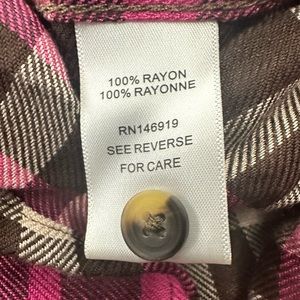 100% RAYON
100% RAYONNE
RN146919
SEE REVERSE
FOR CARE